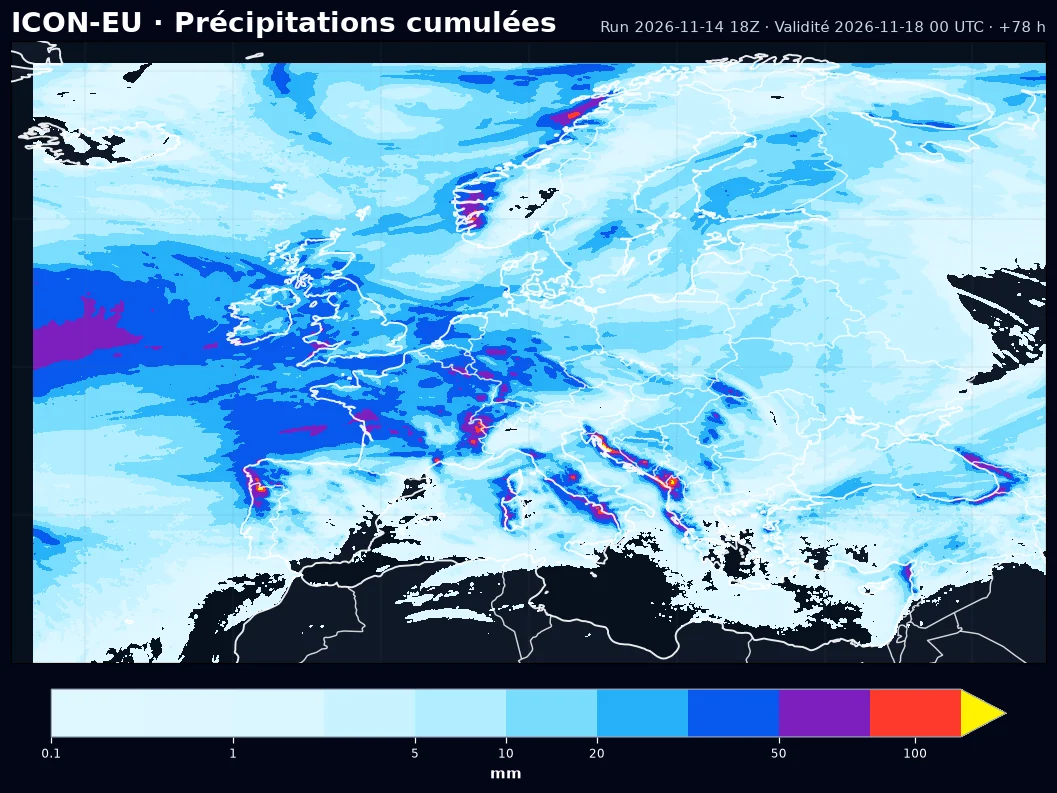 ICON-EU · Précipitations cumulées
Run 2026-11-14 18Z · Validité 2026-11-18 00 UTC · +78 h
0.1 1 5 10 20 50 100
mm